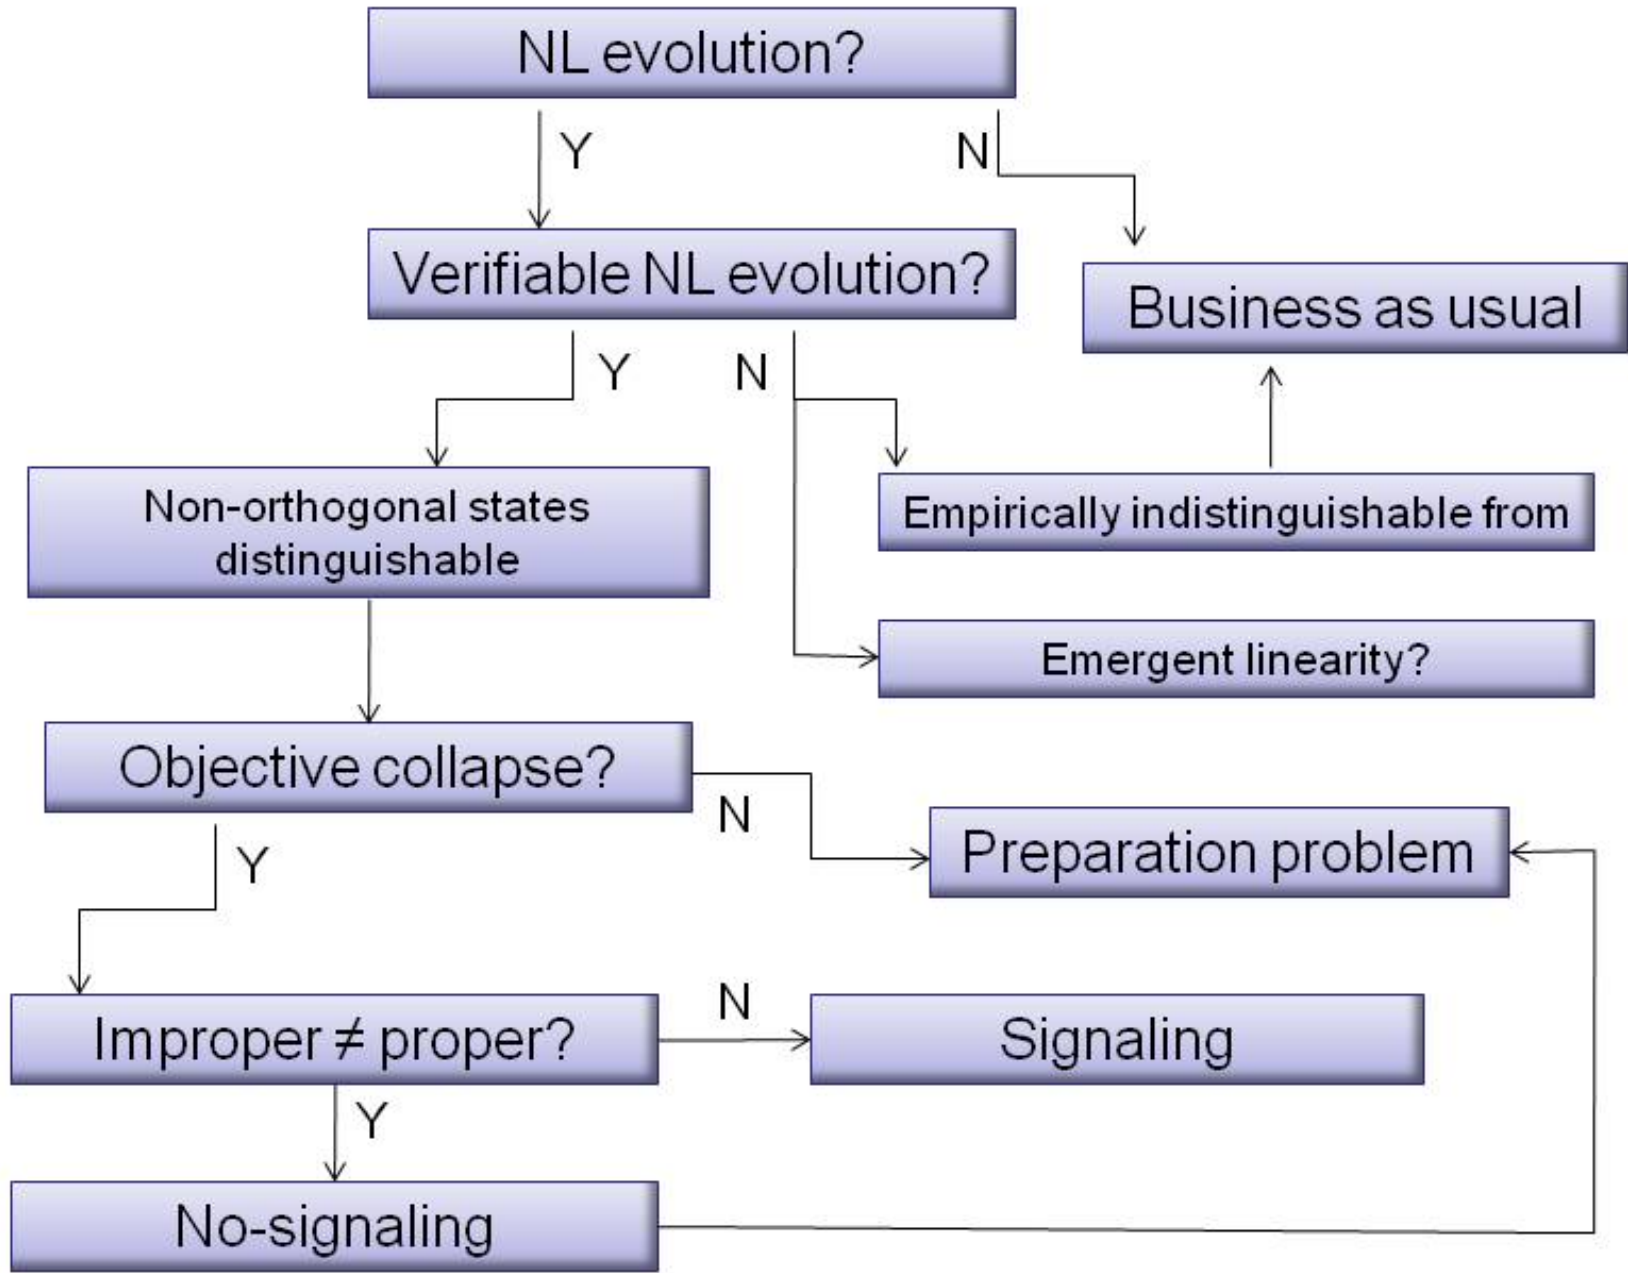 NL evolution?
Y
N
Verifiable NL evolution?
Business as usual
Y
N
Non-orthogonal states
distinguishable
Empirically indistinguishable from
Emergent linearity?
Objective collapse?
N
Y
Preparation problem
Improper ≠ proper?
N
Signaling
Y
No-signaling